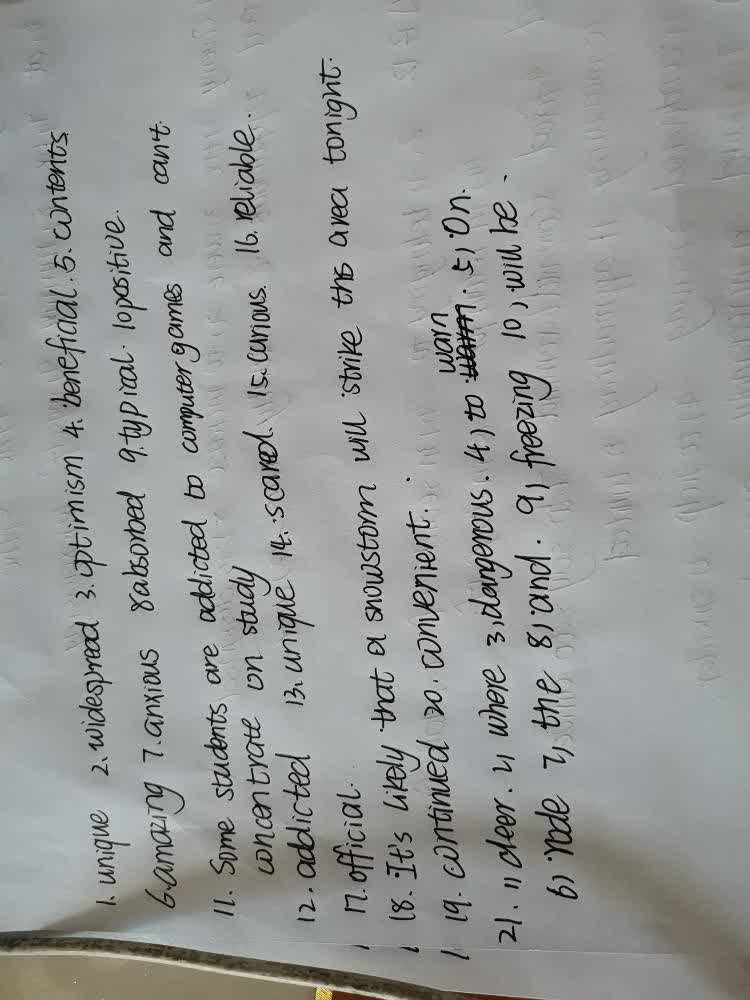 1. unique 2. widespread 3. optimism 4. beneficial. 5. contents
6. amazing 7. anxious 8 absorbed 9. typical. 10 positive.
11. Some students are addicted to computer games and can't
concentrate on study
12. addicted 13. unique 14. scared. 15. curious 16. reliable.
17. official.
18. It's likely that a snowstorm will strike this area tonight.
19. continued 20. convenient.
warn
21. 1) deer. 2) where 3) dangerous. 4) to. 5) On.
6) rode 7) the 8) and. 9) freezing 10) will be.